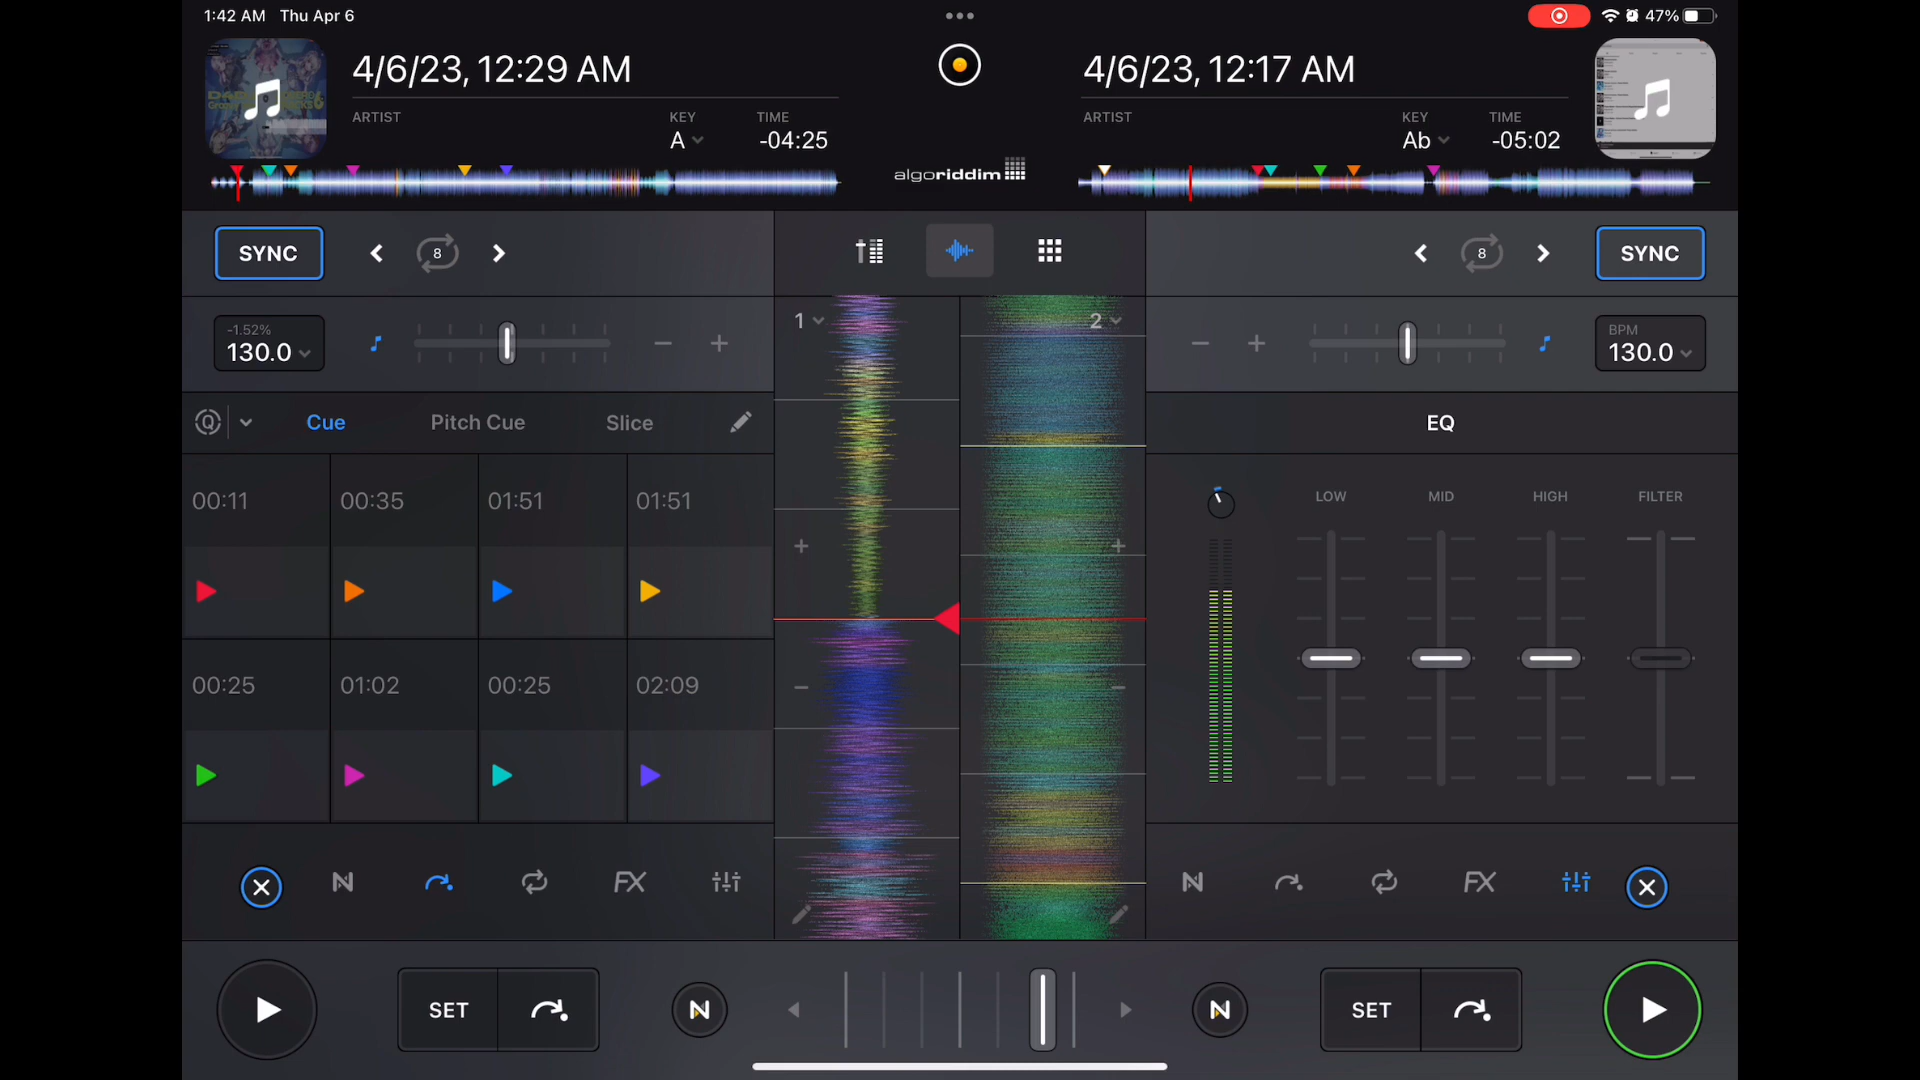 1:42 AM Thu Apr 6
47%
4/6/23, 12:29 AM
4/6/23, 12:17 AM
ARTIST
KEY
TIME
A
-04:25
ARTIST
KEY
TIME
Ab
-05:02
algoriddim
SYNC
8
8
SYNC
-1.52%
130.0
1
2
BPM
130.0
Cue
Pitch Cue
Slice
EQ
00:11
00:35
01:51
01:51
LOW
MID
HIGH
FILTER
00:25
01:02
00:25
02:09
FX
FX
SET
SET